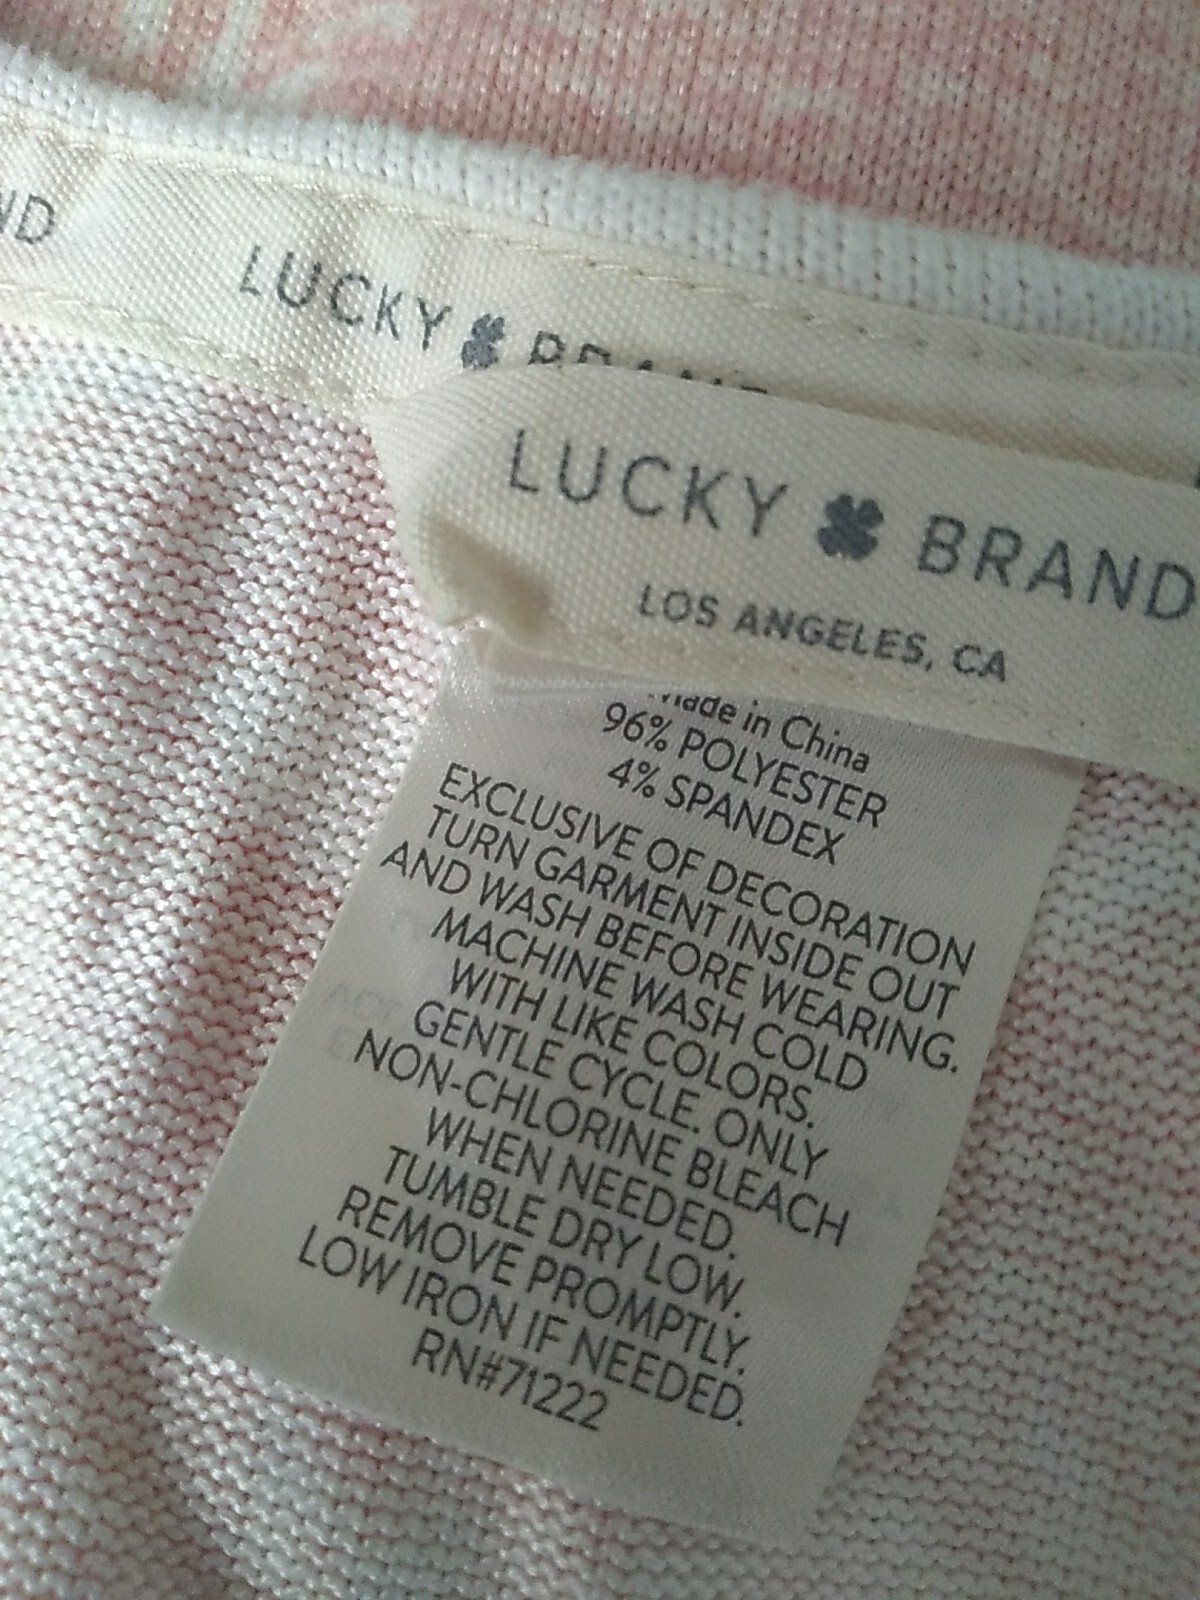 LUCKY BRAND
LUCKY BRAND
LOS ANGELES, CA
Made in China
96% POLYESTER
4% SPANDEX
EXCLUSIVE OF DECORATION
TURN GARMENT INSIDE OUT
AND WASH BEFORE WEARING.
MACHINE WASH COLD
WITH LIKE COLORS.
GENTLE CYCLE. ONLY
NON-CHLORINE BLEACH
WHEN NEEDED.
TUMBLE DRY LOW.
REMOVE PROMPTLY.
LOW IRON IF NEEDED.
RN#71222